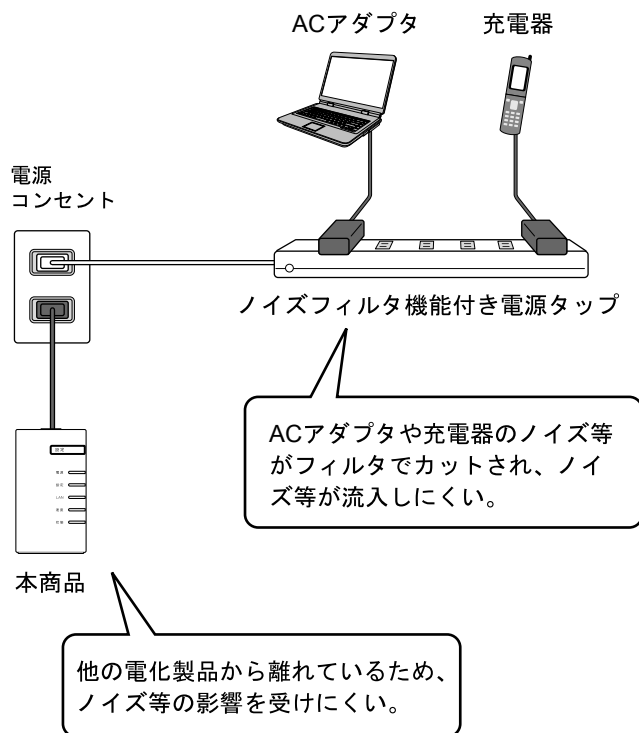 ACアダプタ
充電器
電源
コンセント
ノイズフィルタ機能付き電源タップ
ACアダプタや充電器のノイズ等
がフィルタでカットされ、ノイ
ズ等が流入しにくい。
設定
電源
設定
LAN
本商品
他の電化製品から離れているため、
ノイズ等の影響を受けにくい。